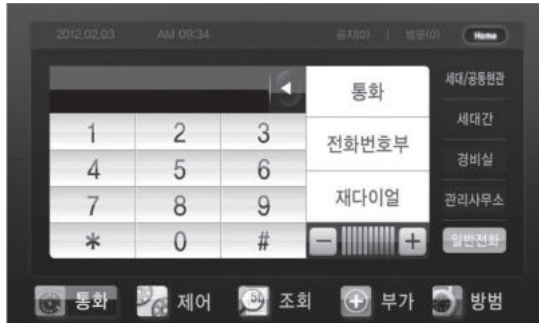 2012.02.03 AM 09:34 공지(0) | 방문(0) Home
세대/공동현관
통화
세대간
1 2 3
전화번호부
경비실
4 5 6
재다이얼
관리사무소
7 8 9
일반전화
* 0 # - +
통화 제어 조회 부가 방범